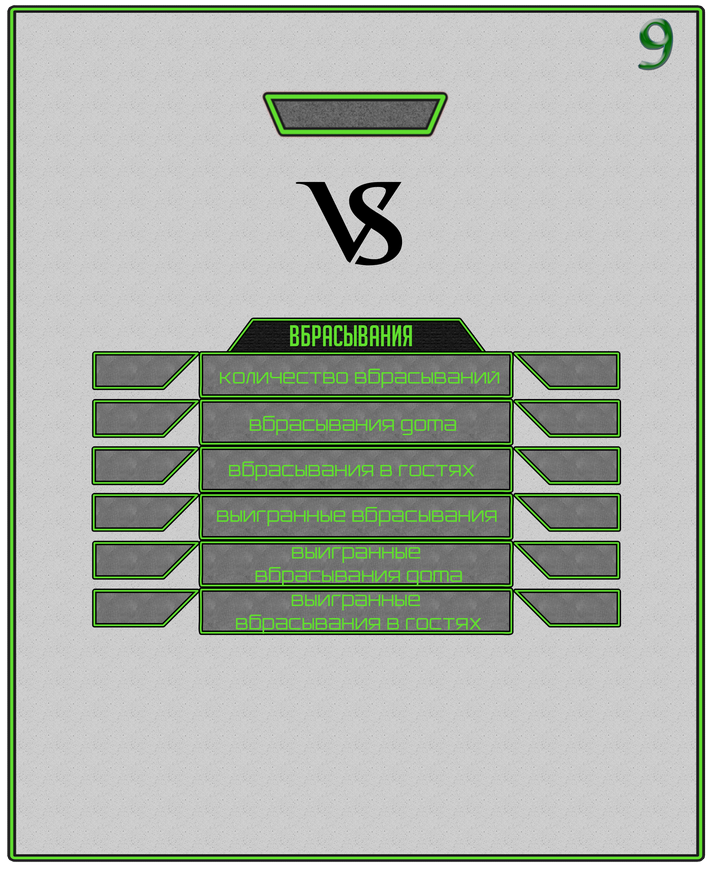 9
VS
ВБРАСЫВАНИЯ
количество вбрасываний
вбрасывания дома
вбрасывания в гостях
выигранные вбрасывания
выигранные
вбрасывания дома
выигранные
вбрасывания в гостях